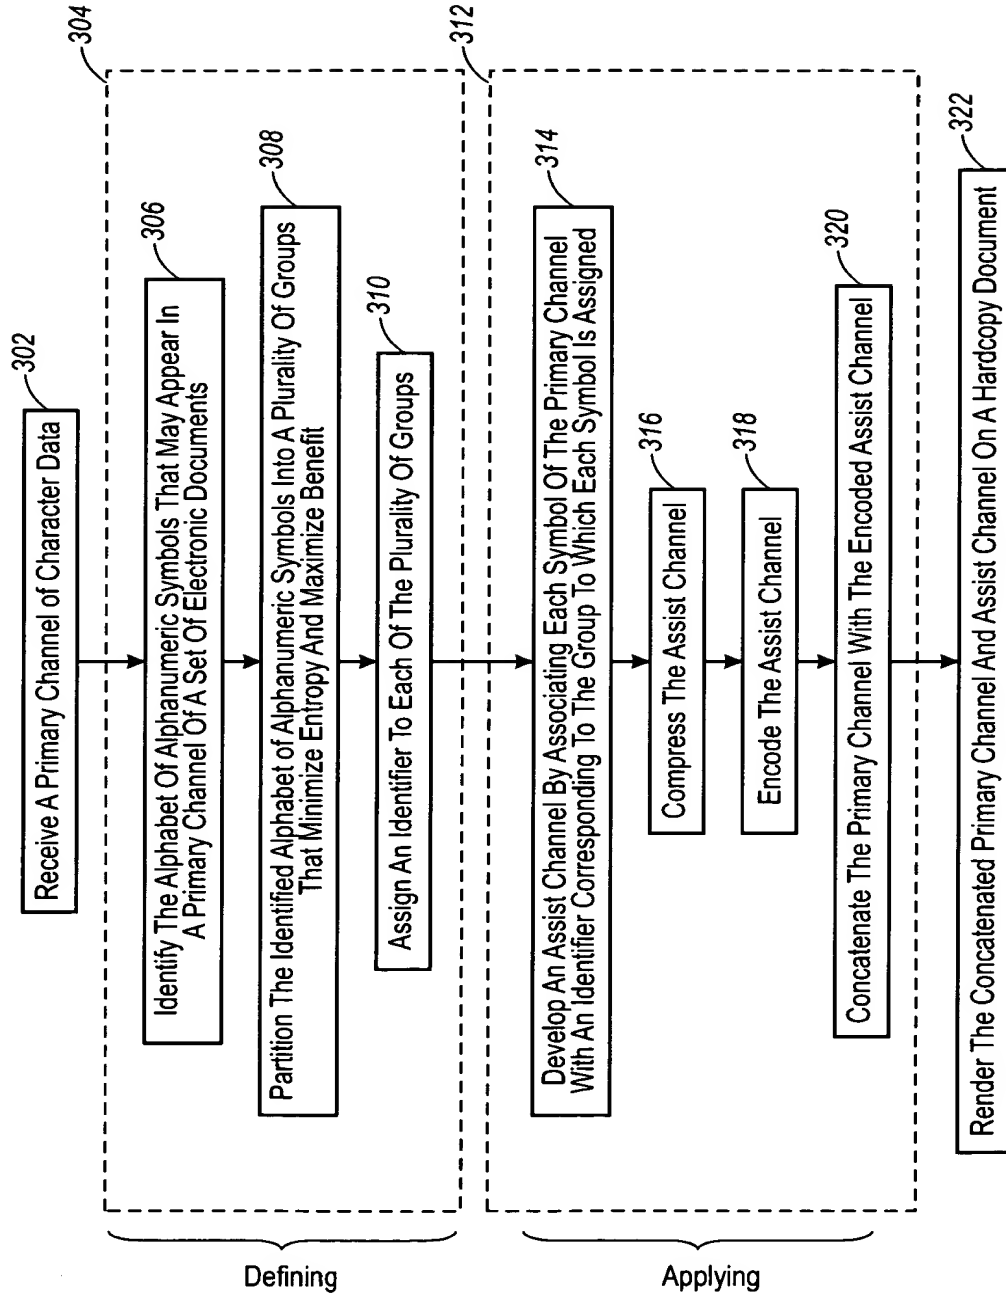 302
Receive A Primary Channel of Character Data
304
306
Identify The Alphabet Of Alphanumeric Symbols That May Appear In
A Primary Channel Of A Set Of Electronic Documents
308
Partition The Identified Alphabet of Alphanumeric Symbols Into A Plurality Of Groups
That Minimize Entropy And Maximize Benefit
310
Assign An Identifier To Each Of The Plurality Of Groups
Defining
312
314
Develop An Assist Channel By Associating Each Symbol Of The Primary Channel
With An Identifier Corresponding To The Group To Which Each Symbol Is Assigned
316
Compress The Assist Channel
318
Encode The Assist Channel
320
Concatenate The Primary Channel With The Encoded Assist Channel
Applying
322
Render The Concatenated Primary Channel And Assist Channel On A Hardcopy Document